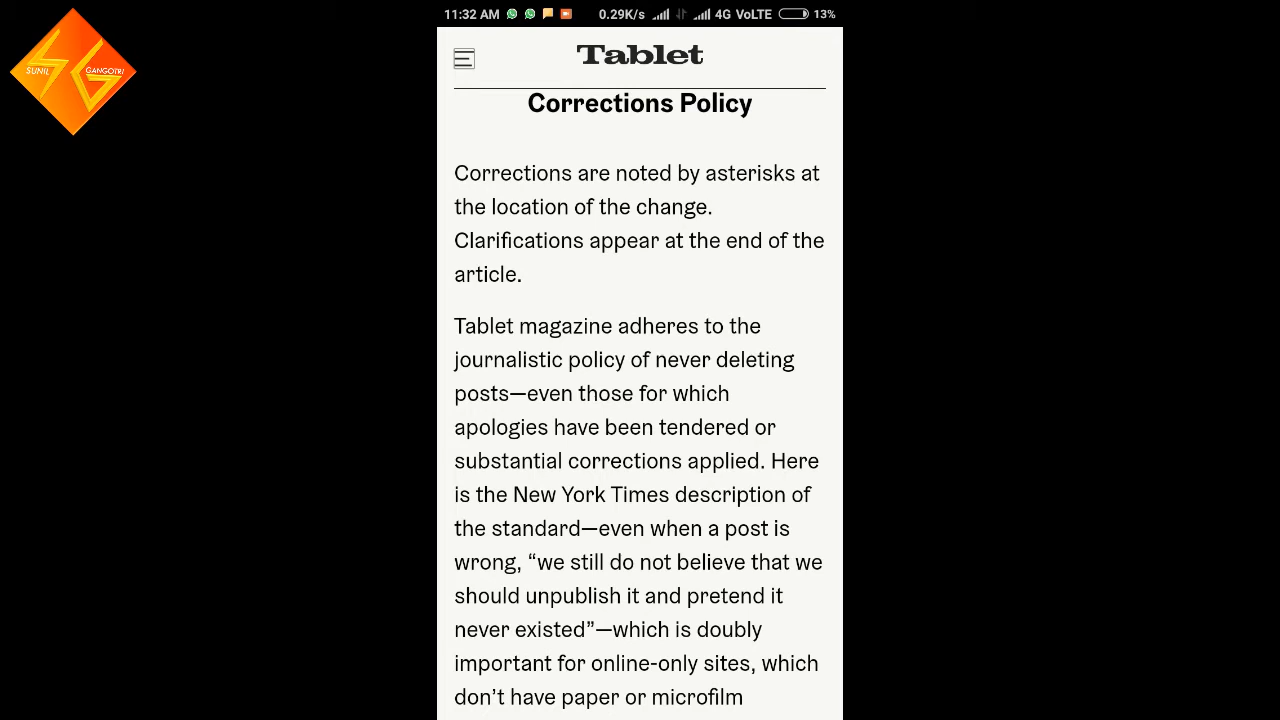 11:32 AM 0.29K/s 4G VoLTE 13%
SUNIL GANGOTRI
Tablet
Corrections Policy
Corrections are noted by asterisks at
the location of the change.
Clarifications appear at the end of the
article.
Tablet magazine adheres to the
journalistic policy of never deleting
posts—even those for which
apologies have been tendered or
substantial corrections applied. Here
is the New York Times description of
the standard—even when a post is
wrong, “we still do not believe that we
should unpublish it and pretend it
never existed”—which is doubly
important for online-only sites, which
don’t have paper or microfilm